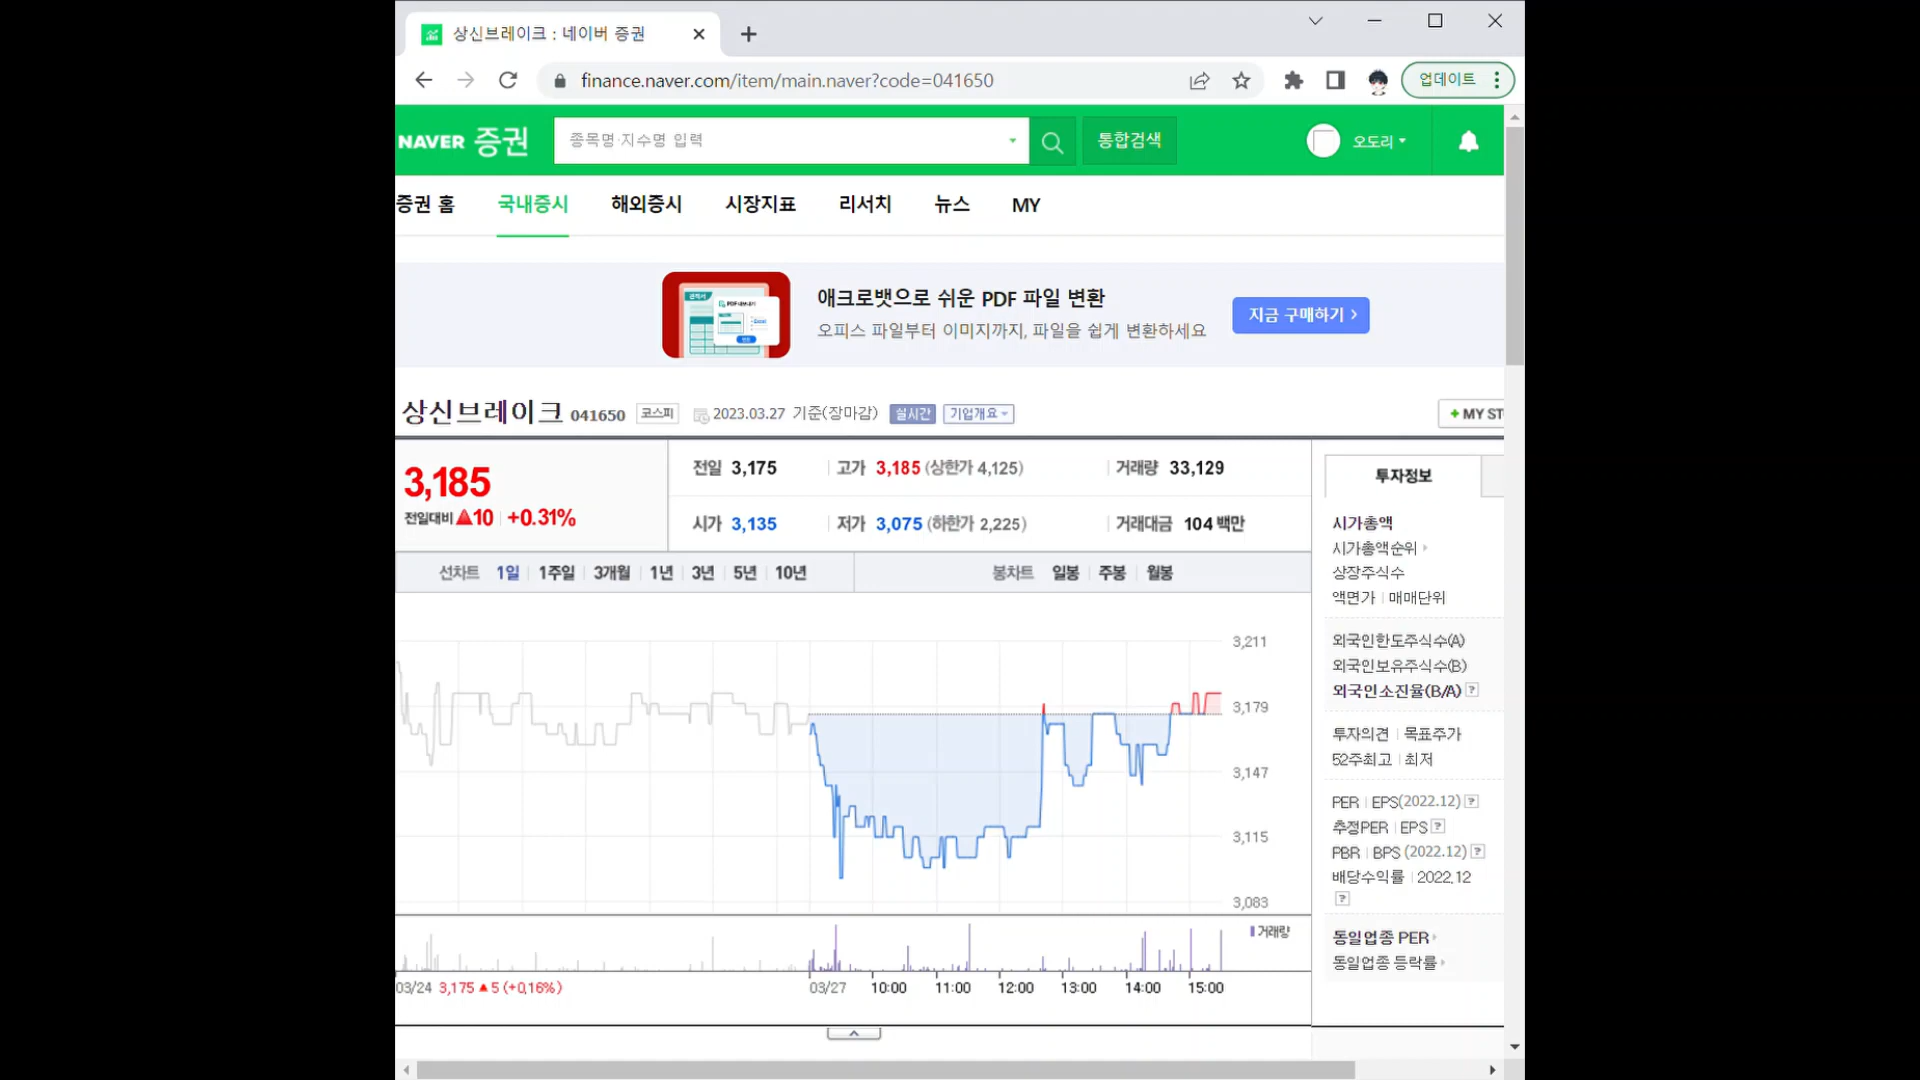 상신브레이크 : 네이버 증권
finance.naver.com/item/main.naver?code=041650
업데이트
NAVER 증권
종목명·지수명 입력
통합검색
오도리
증권 홈 국내증시 해외증시 시장지표 리서치 뉴스 MY
애크로뱃으로 쉬운 PDF 파일 변환
오피스 파일부터 이미지까지, 파일을 쉽게 변환하세요
지금 구매하기 >
상신브레이크 041650 코스피 2023.03.27 기준(장마감) 실시간 기업개요
+ MY ST
3,185
전일대비 ▲10 +0.31%
전일 3,175 고가 3,185 (상한가 4,125) 거래량 33,129
시가 3,135 저가 3,075 (하한가 2,225) 거래대금 104 백만
선차트 1일 1주일 3개월 1년 3년 5년 10년 봉차트 일봉 주봉 월봉
3,211
3,179
3,147
3,115
3,083
거래량
03/24 3,175 ▲5 (+0.16%) 03/27 10:00 11:00 12:00 13:00 14:00 15:00
투자정보
시가총액
시가총액순위
상장주식수
액면가 | 매매단위
외국인한도주식수(A)
외국인보유주식수(B)
외국인소진율(B/A) ?
투자의견 | 목표주가
52주최고 | 최저
PER | EPS(2022.12) ?
추정PER | EPS ?
PBR | BPS (2022.12) ?
배당수익률 | 2022.12
?
동일업종 PER
동일업종 등락률